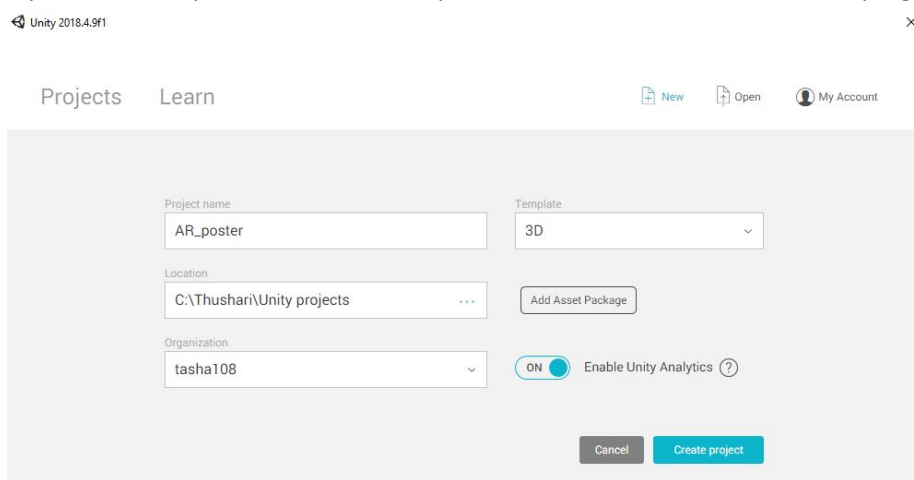 Unity 2018.4.9f1
Projects Learn New Open My Account
Project name Template
AR_poster 3D
Location
C:\Thushari\Unity projects ... Add Asset Package
Organization
tasha108 ON Enable Unity Analytics ?
Cancel Create project